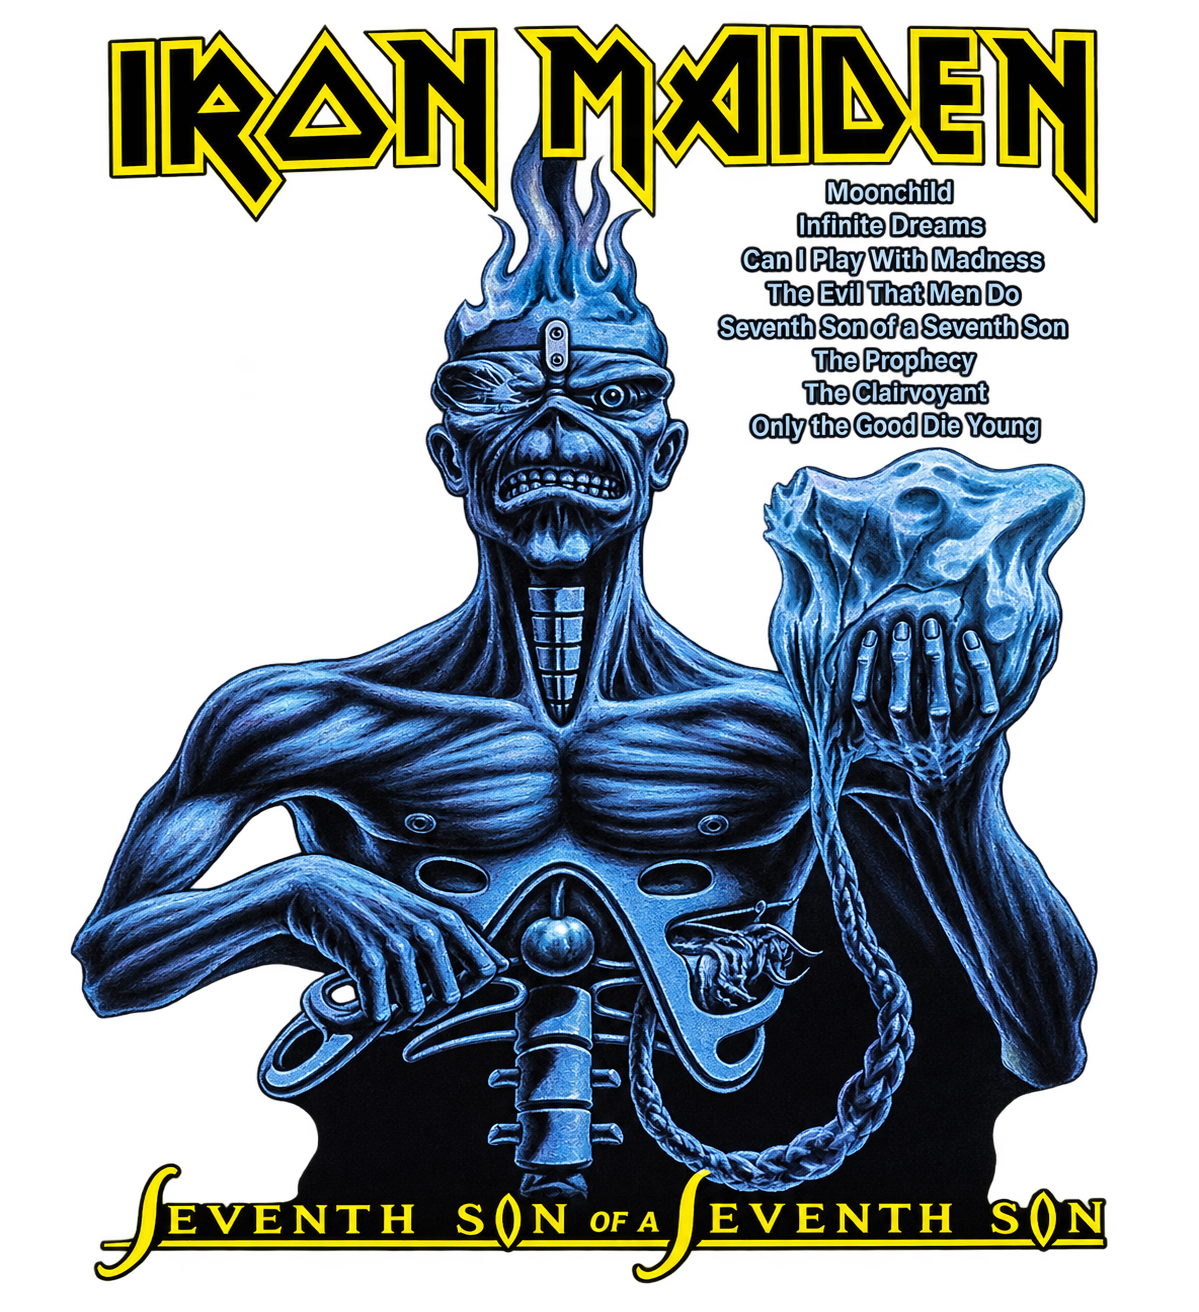 IRON MAIDEN
Moonchild
Infinite Dreams
Can I Play With Madness
The Evil That Men Do
Seventh Son of a Seventh Son
The Prophecy
The Clairvoyant
Only the Good Die Young
SEVENTH SON OF A SEVENTH SON